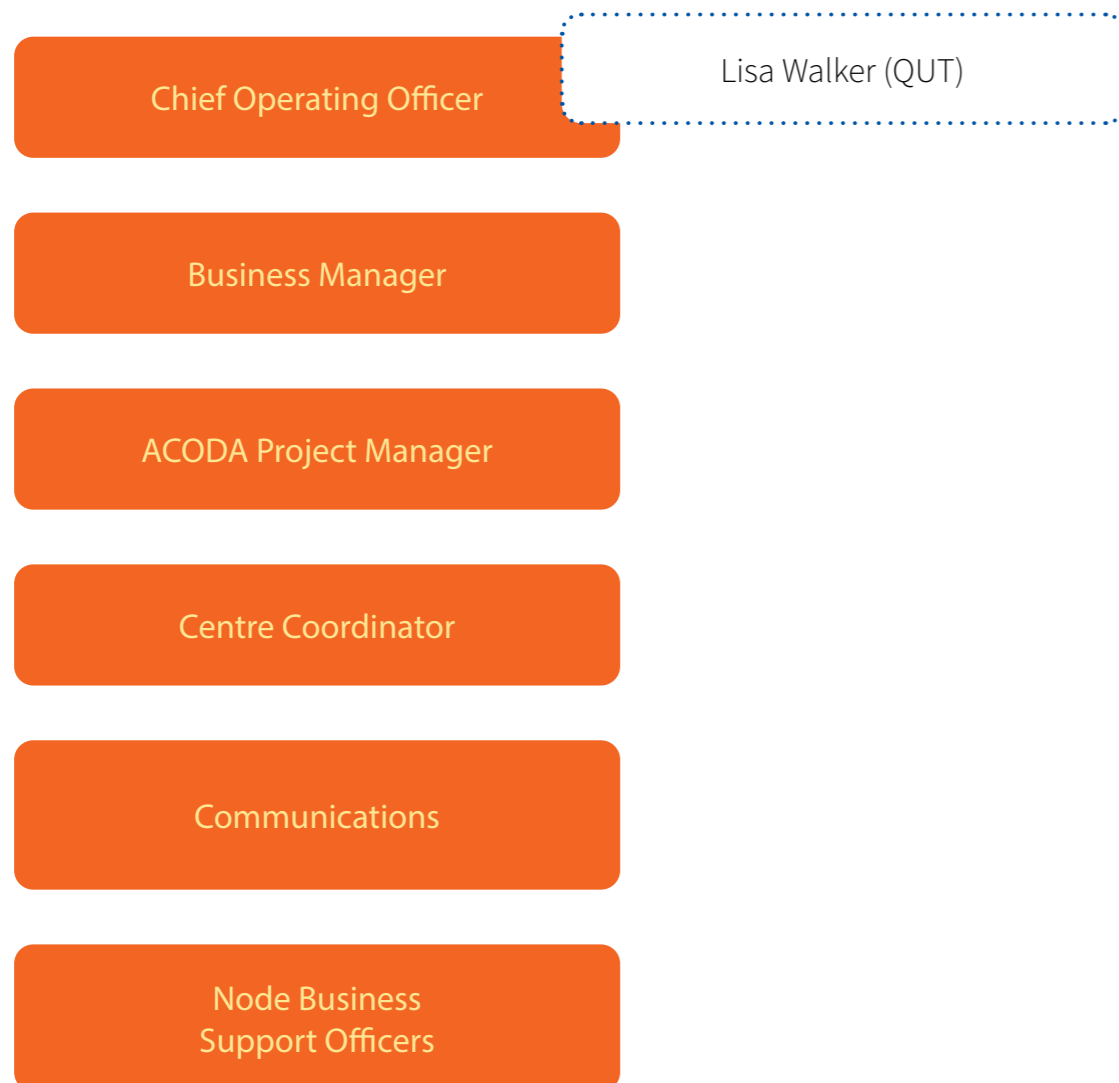 Chief Operating Officer
Lisa Walker (QUT)
Business Manager
ACODA Project Manager
Centre Coordinator
Communications
Node Business
Support Officers